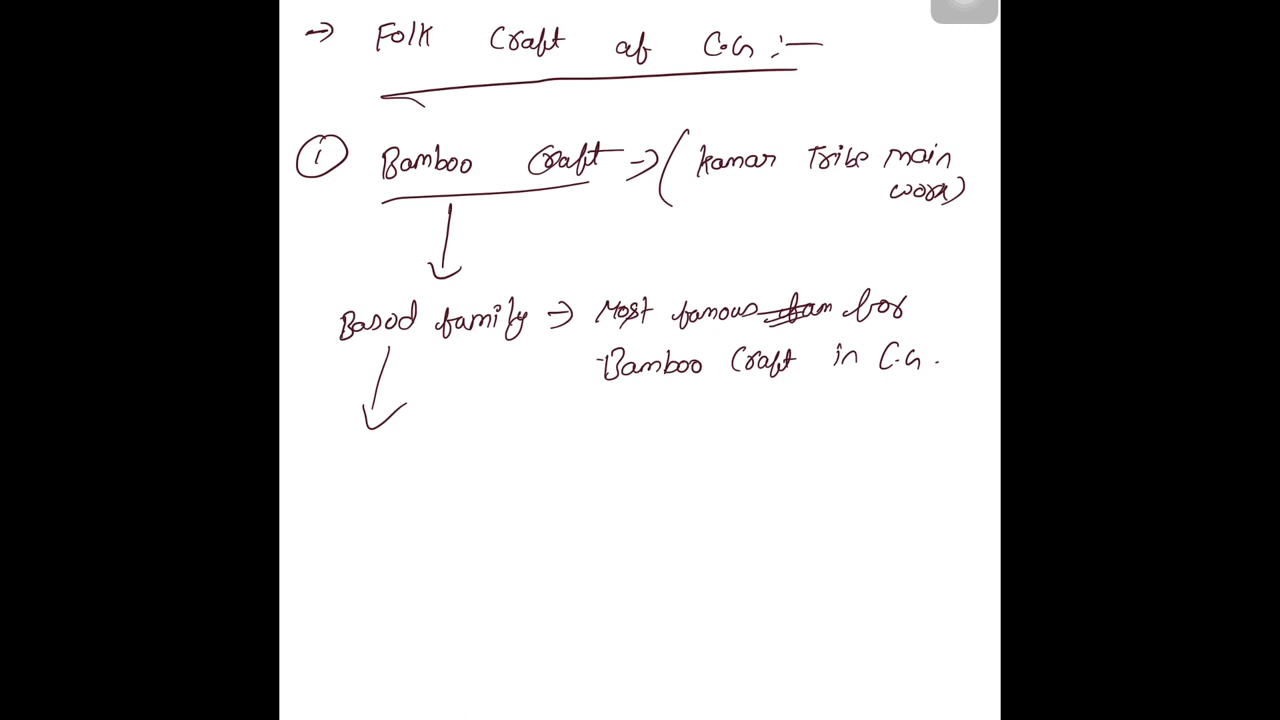 → Folk Craft of C.G :—
① Bamboo Craft → (Kamar Tribe main
work)
Basod family → Most famous for
Bamboo Craft in C.G.